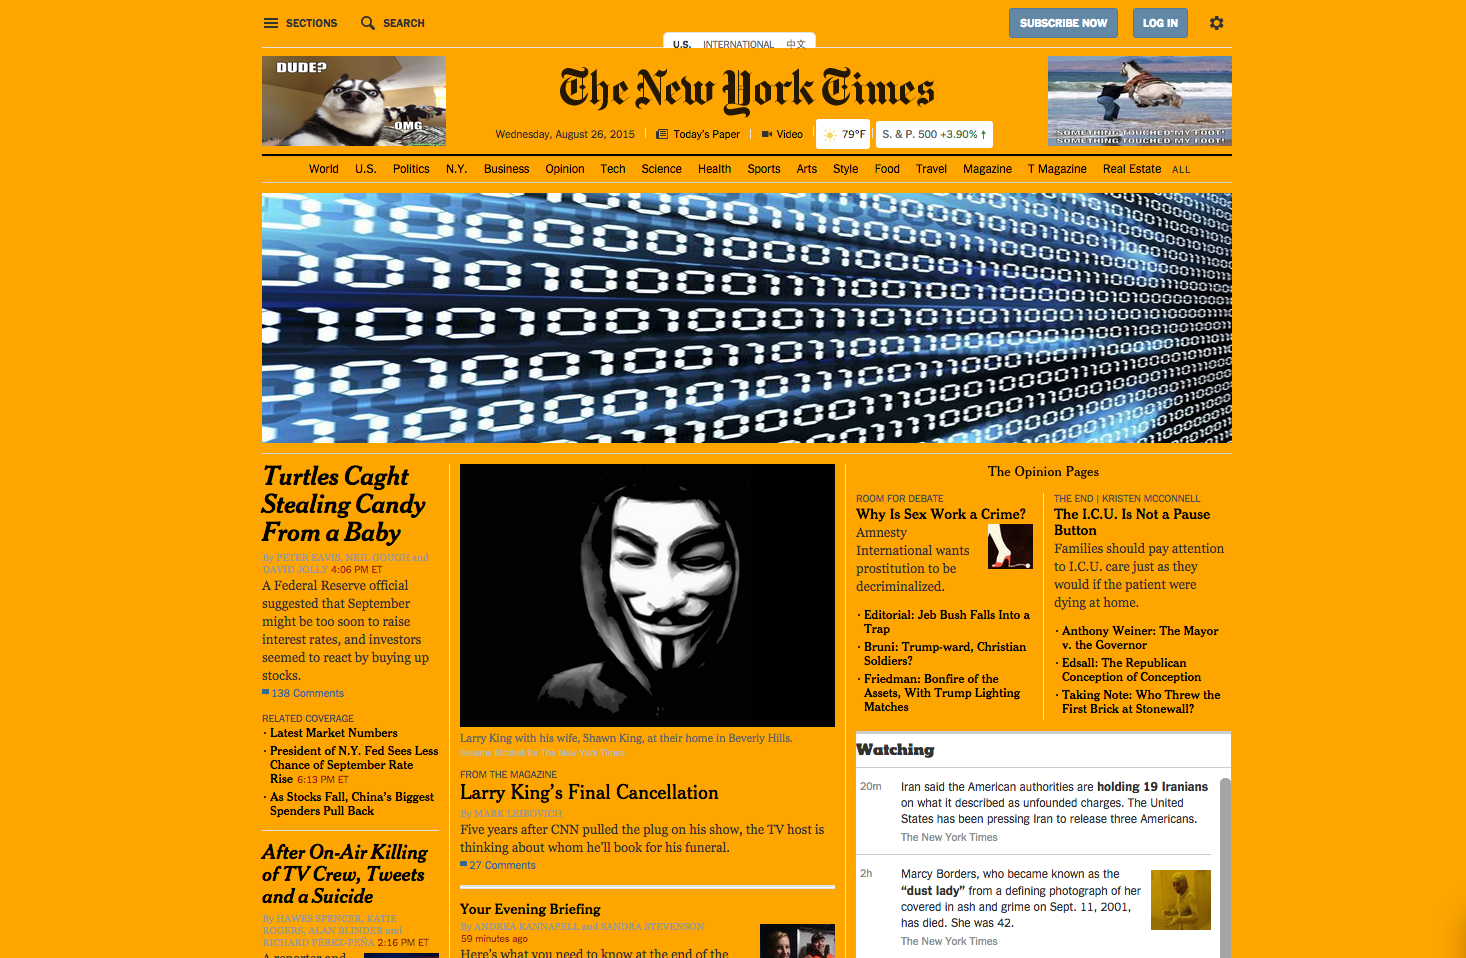 SECTIONS
SEARCH
SUBSCRIBE NOW
LOG IN
U.S. INTERNATIONAL 中文
DUDE?
OMG
The New York Times
SOMETHING TOUCHED MY FOOT!
SOMETHING TOUCHED MY FOOT!
Wednesday, August 26, 2015
Today's Paper
Video
79°F
S. & P. 500 +3.90% ↑
World U.S. Politics N.Y. Business Opinion Tech Science Health Sports Arts Style Food Travel Magazine T Magazine Real Estate ALL
Turtles Caght
Stealing Candy
From a Baby
By PETER EAVIS, NEIL GOUGH and
DAVID JOLLY 4:06 PM ET
A Federal Reserve official
suggested that September
might be too soon to raise
interest rates, and investors
seemed to react by buying up
stocks.
138 Comments
RELATED COVERAGE
· Latest Market Numbers
· President of N.Y. Fed Sees Less
Chance of September Rate
Rise 6:13 PM ET
· As Stocks Fall, China's Biggest
Spenders Pull Back
After On-Air Killing
of TV Crew, Tweets
and a Suicide
By HAWES SPENCER, KATIE
ROGERS, ALAN BLINDER and
RICHARD PÉREZ-PEÑA 2:16 PM ET
A reporter and
Larry King with his wife, Shawn King, at their home in Beverly Hills.
Graeme Mitchell for The New York Times
FROM THE MAGAZINE
Larry King's Final Cancellation
By MARK LEIBOVICH
Five years after CNN pulled the plug on his show, the TV host is
thinking about whom he'll book for his funeral.
27 Comments
Your Evening Briefing
By ANDREA KANNAPELL and SANDRA STEVENSON
59 minutes ago
Here's what you need to know at the end of the
The Opinion Pages
ROOM FOR DEBATE
Why Is Sex Work a Crime?
Amnesty
International wants
prostitution to be
decriminalized.
· Editorial: Jeb Bush Falls Into a
Trap
· Bruni: Trump-ward, Christian
Soldiers?
· Friedman: Bonfire of the
Assets, With Trump Lighting
Matches
THE END | KRISTEN MCCONNELL
The I.C.U. Is Not a Pause
Button
Families should pay attention
to I.C.U. care just as they
would if the patient were
dying at home.
· Anthony Weiner: The Mayor
v. the Governor
· Edsall: The Republican
Conception of Conception
· Taking Note: Who Threw the
First Brick at Stonewall?
Watching
20m
Iran said the American authorities are holding 19 Iranians
on what it described as unfounded charges. The United
States has been pressing Iran to release three Americans.
The New York Times
2h
Marcy Borders, who became known as the
“dust lady” from a defining photograph of her
covered in ash and grime on Sept. 11, 2001,
has died. She was 42.
The New York Times